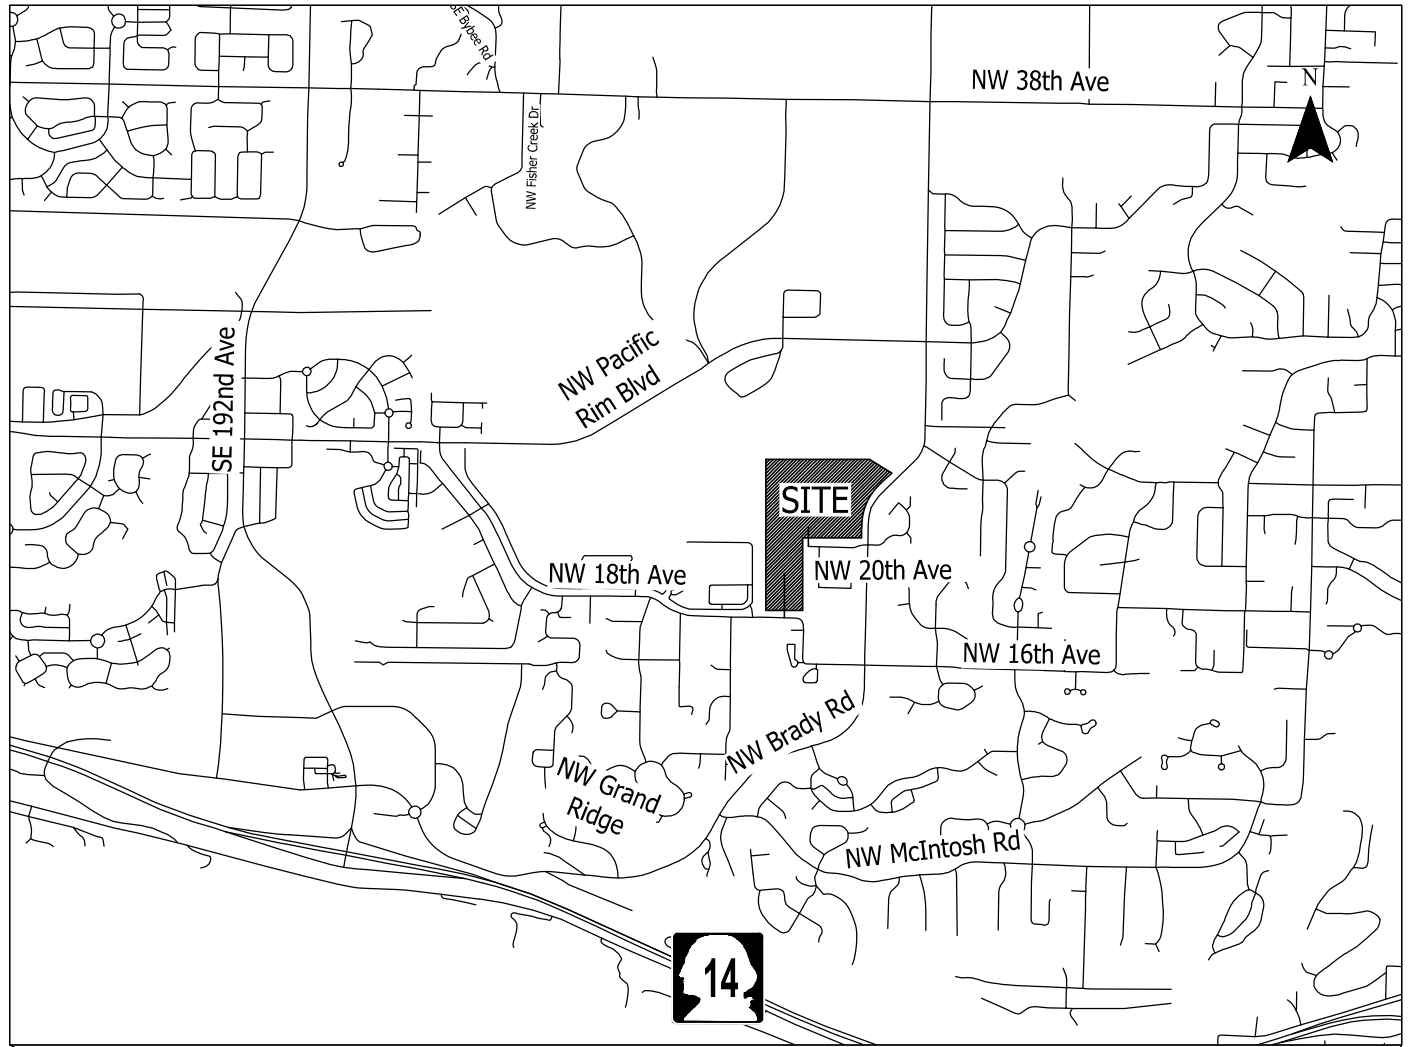 SE Bybee Rd
NW 38th Ave
N
NW Fisher Creek Dr
SE 192nd Ave
NW Pacific
Rim Blvd
SITE
NW 18th Ave
NW 20th Ave
NW 16th Ave
NW Brady Rd
NW Grand
Ridge
NW McIntosh Rd
14